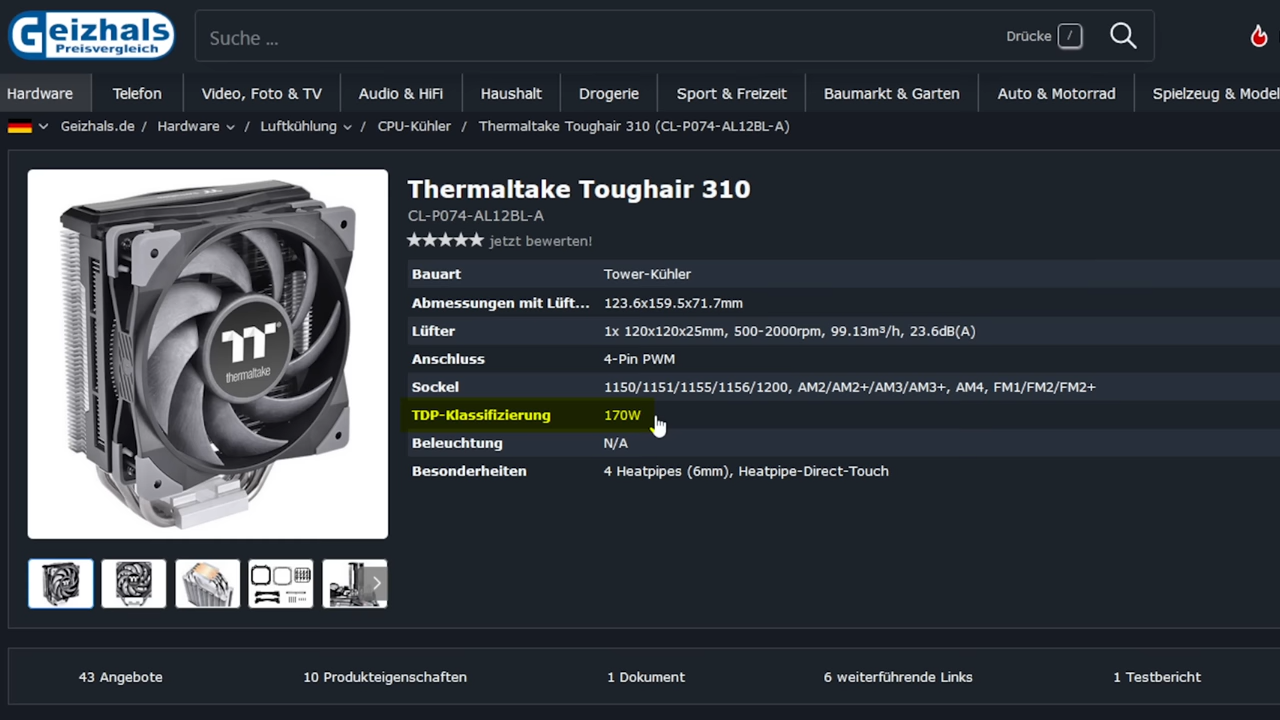 Geizhals
Preisvergleich
Suche ...
Drücke /
Hardware Telefon Video, Foto & TV Audio & HiFi Haushalt Drogerie Sport & Freizeit Baumarkt & Garten Auto & Motorrad Spielzeug & Model
Geizhals.de / Hardware / Luftkühlung / CPU-Kühler / Thermaltake Toughair 310 (CL-P074-AL12BL-A)
Thermaltake Toughair 310
CL-P074-AL12BL-A
jetzt bewerten!
Bauart Tower-Kühler
Abmessungen mit Lüft... 123.6x159.5x71.7mm
Lüfter 1x 120x120x25mm, 500-2000rpm, 99.13m³/h, 23.6dB(A)
Anschluss 4-Pin PWM
Sockel 1150/1151/1155/1156/1200, AM2/AM2+/AM3/AM3+, AM4, FM1/FM2/FM2+
TDP-Klassifizierung 170W
Beleuchtung N/A
Besonderheiten 4 Heatpipes (6mm), Heatpipe-Direct-Touch
thermaltake
43 Angebote 10 Produkteigenschaften 1 Dokument 6 weiterführende Links 1 Testbericht